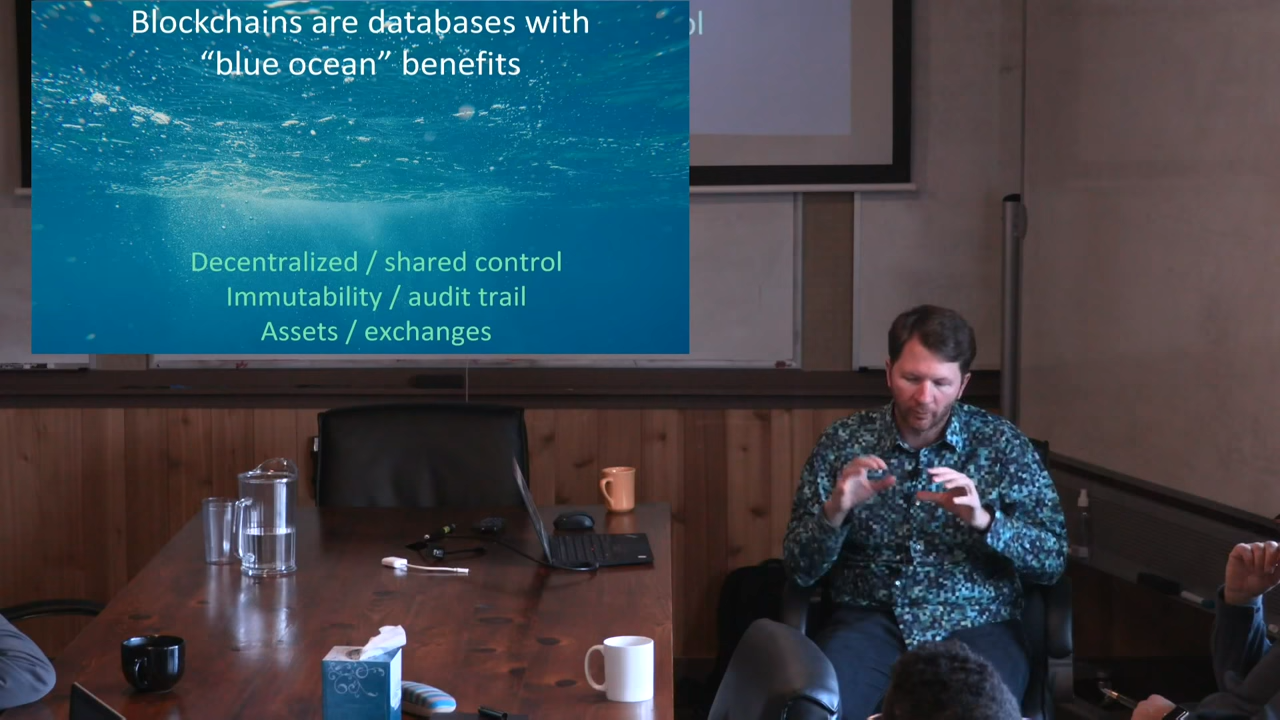 Blockchains are databases with
“blue ocean” benefits
Decentralized / shared control
Immutability / audit trail
Assets / exchanges